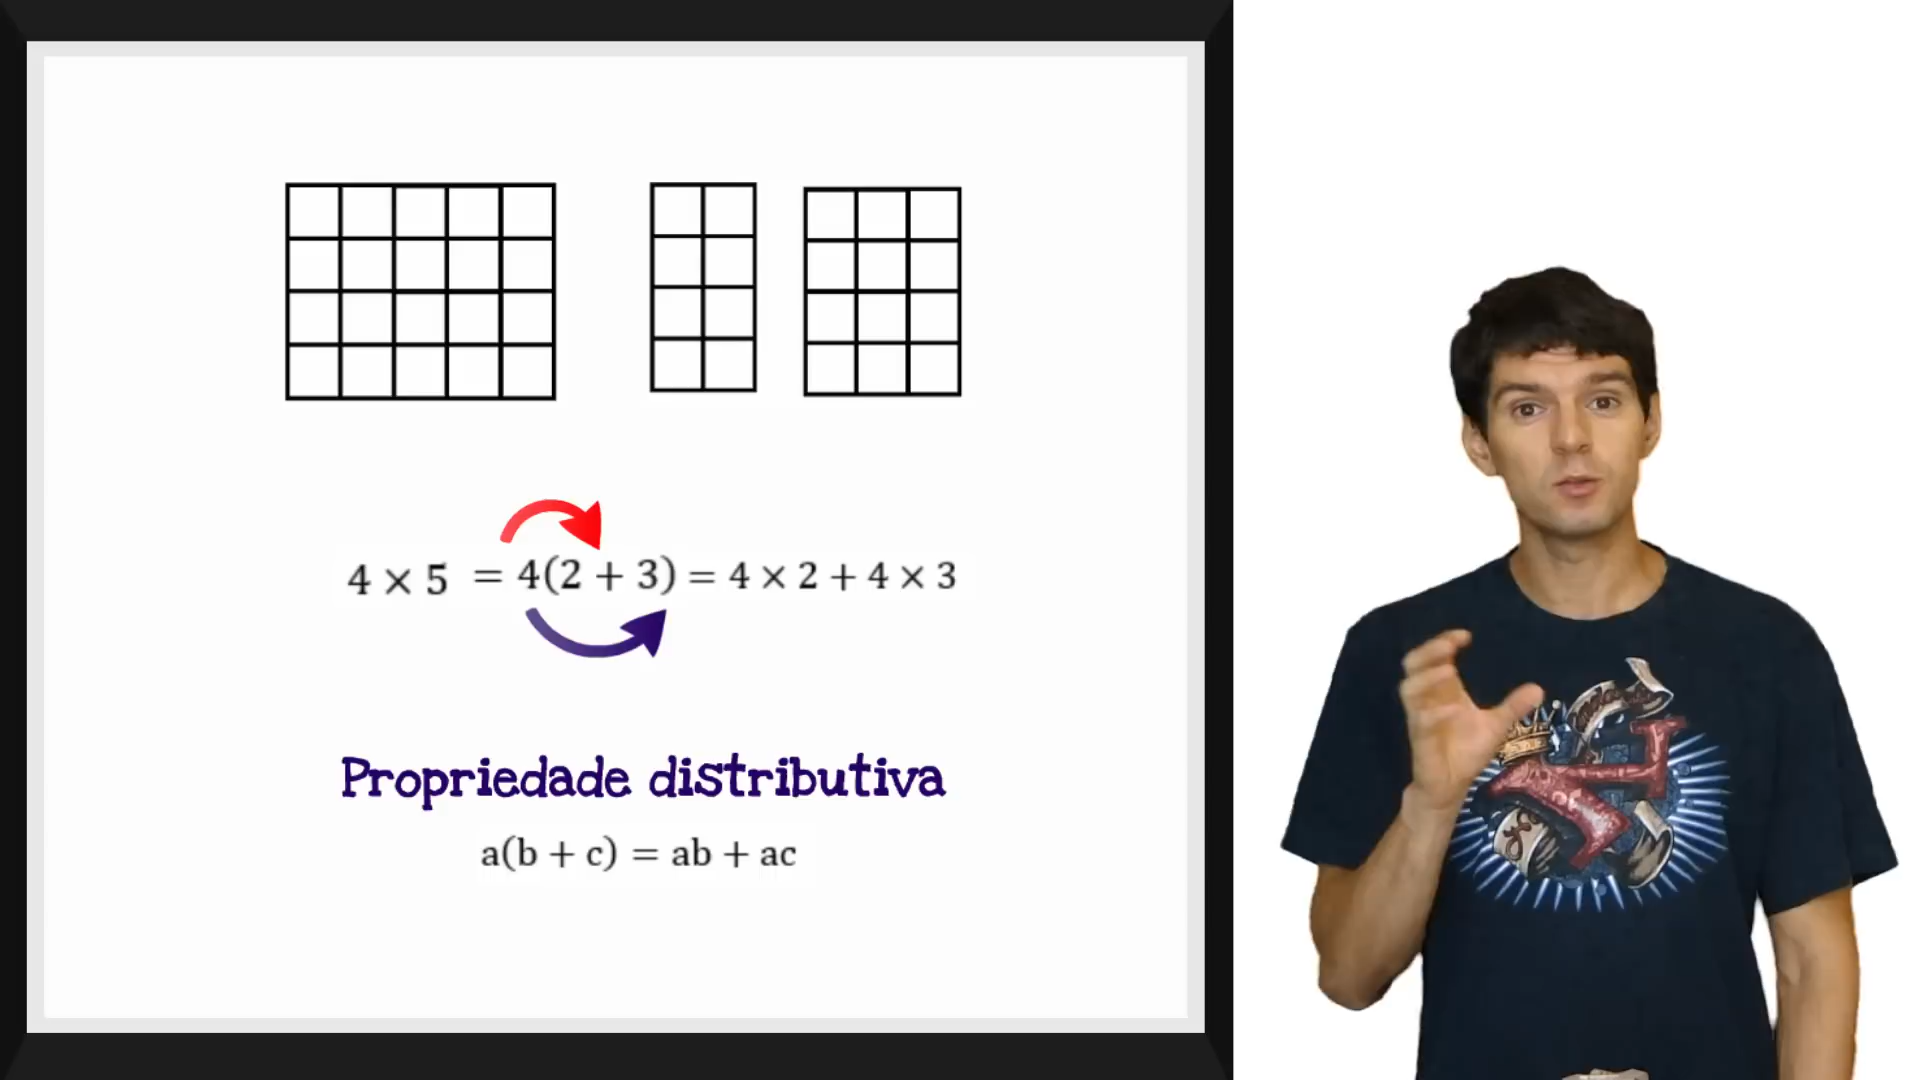 4 × 5 = 4(2 + 3) = 4 × 2 + 4 × 3
Propriedade distributiva
a(b + c) = ab + ac